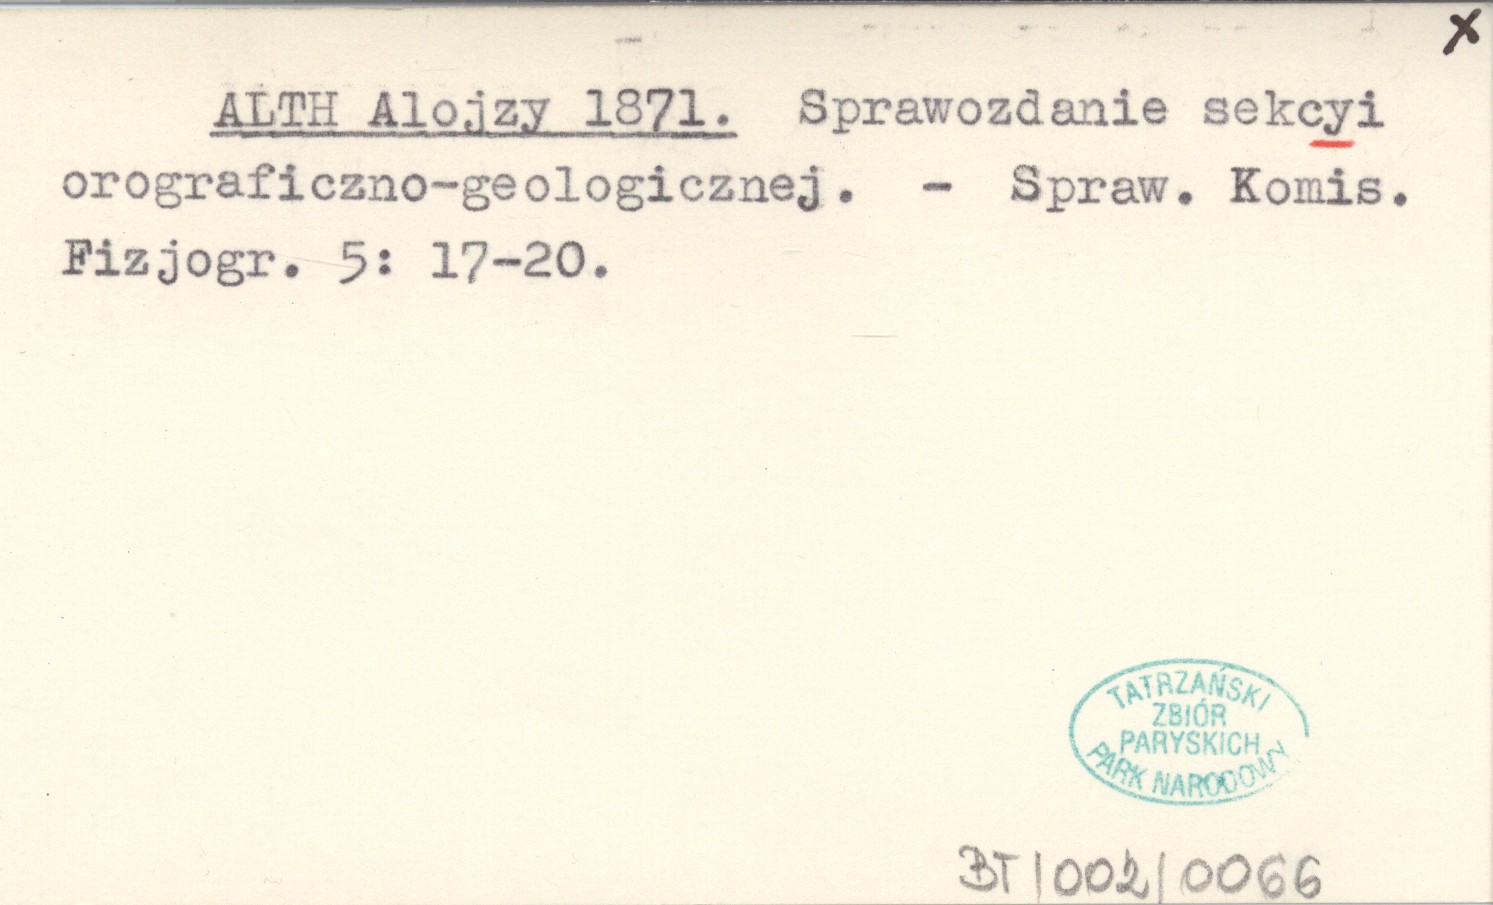 x
ALTH Alojzy 1871. Sprawozdanie sekcyi
orograficzno-geologicznej. - Spraw. Komis.
Fizjogr. 5: 17-20.
TATRZAŃSKI
ZBIÓR
PARYSKICH
PARK NARODOWY
BT/002/0066